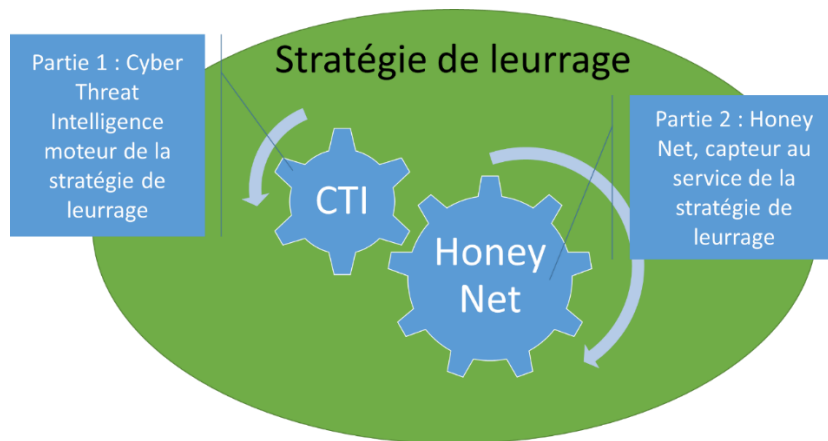 Stratégie de leurrage
Partie 1 : Cyber
Threat
Intelligence
moteur de la
stratégie de
leurrage
CTI
Honey
Net
Partie 2 : Honey
Net, capteur au
service de la
stratégie de
leurrage